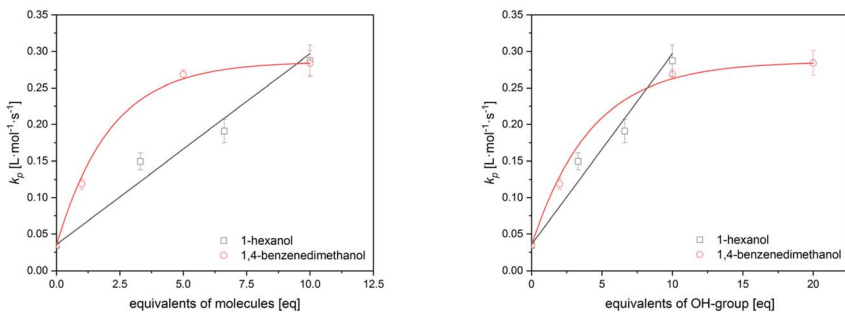 0.35
0.30
0.25
0.20
0.15
0.10
0.05
0.00
kₚ [L·mol⁻¹·s⁻¹]
1-hexanol
1,4-benzenedimethanol
0.0 2.5 5.0 7.5 10.0 12.5
equivalents of molecules [eq]
0.35
0.30
0.25
0.20
0.15
0.10
0.05
0.00
kₚ [L·mol⁻¹·s⁻¹]
1-hexanol
1,4-benzenedimethanol
0 5 10 15 20
equivalents of OH-group [eq]